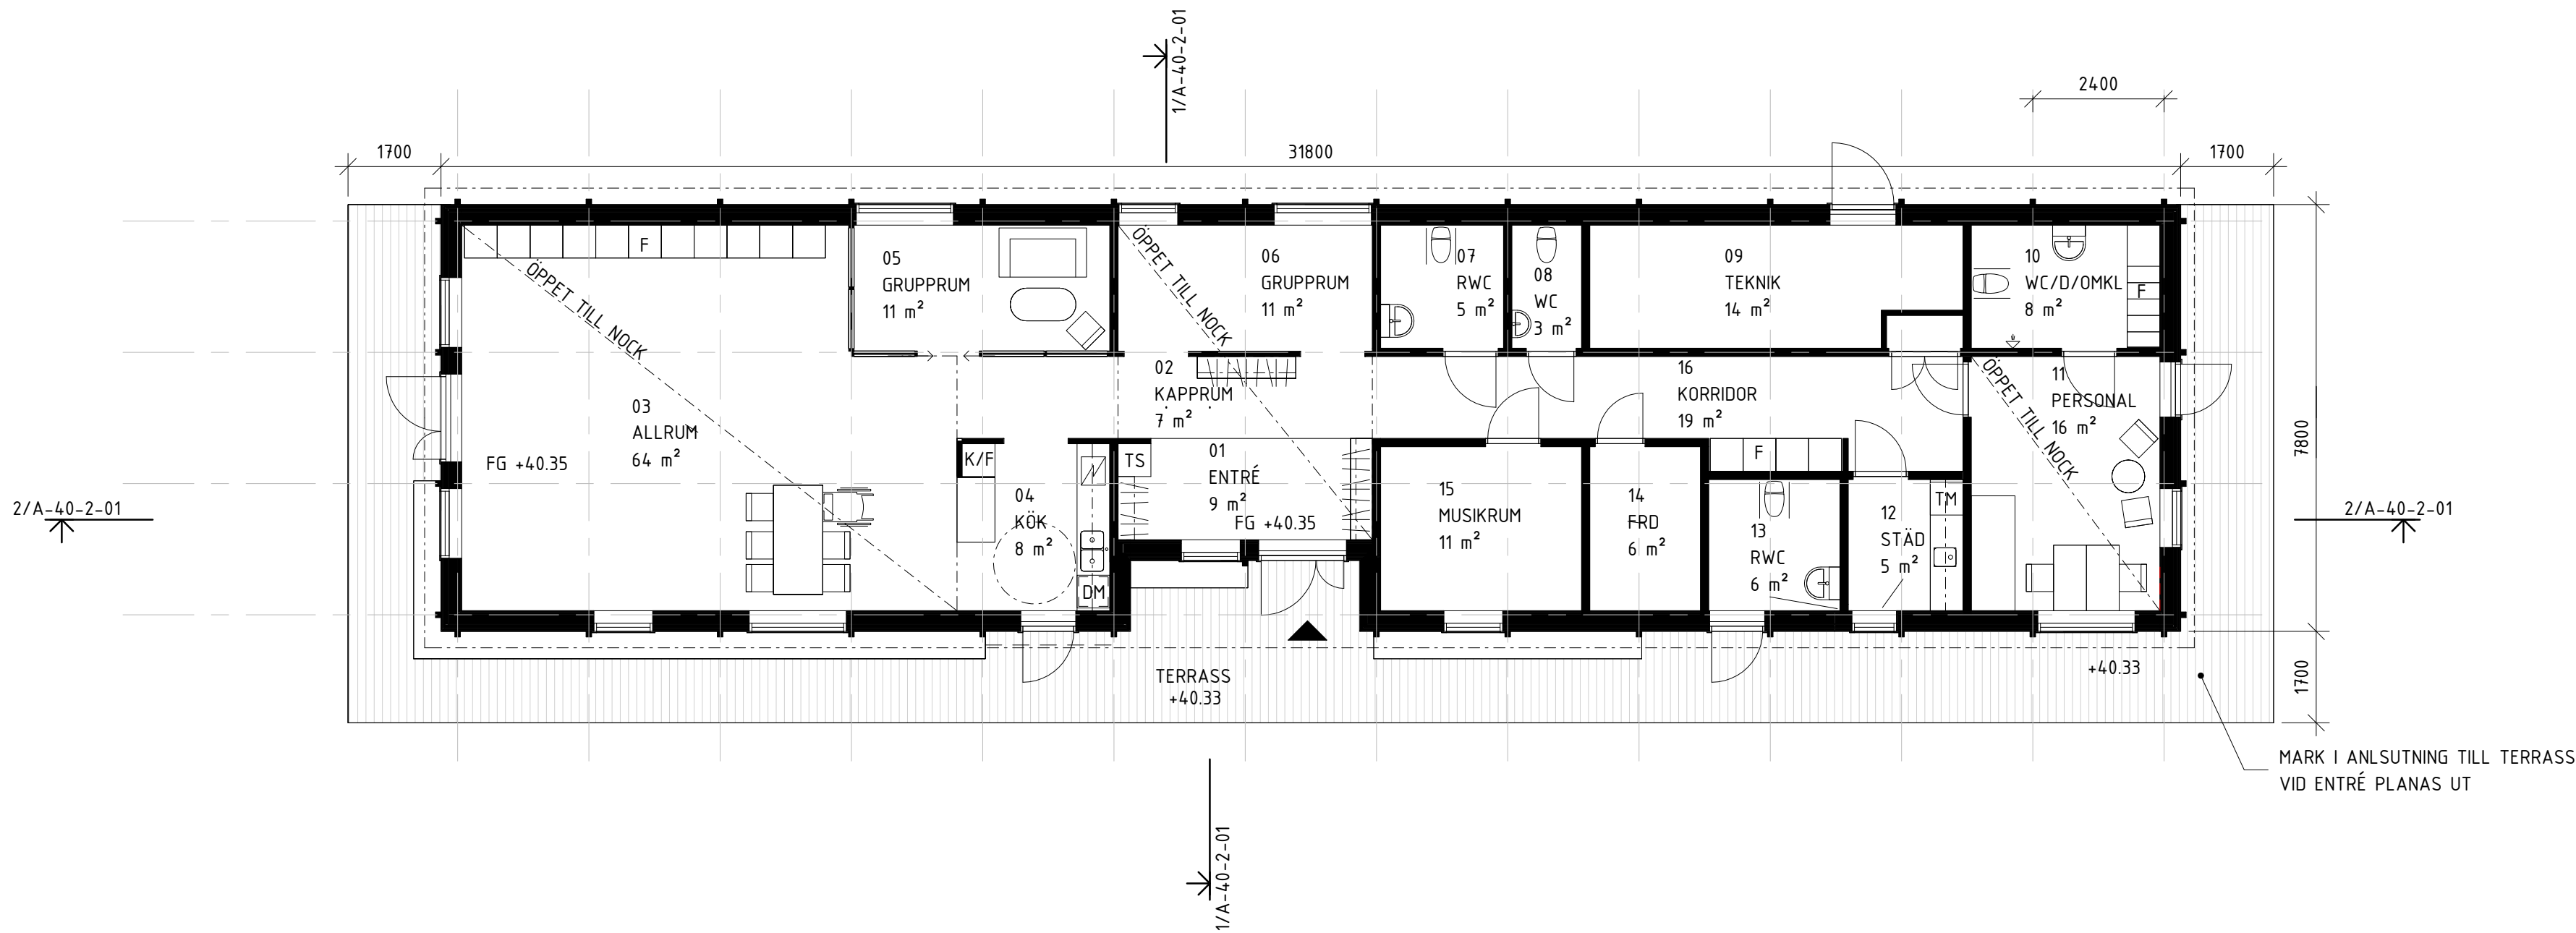 1/A-40-2-01
2400
1700
31800
1700
F
ÖPPET TILL NOCK
05
GRUPPRUM
11 m²
ÖPPET TILL NOCK
06
GRUPPRUM
11 m²
07
RWC
5 m²
08
WC
3 m²
09
TEKNIK
14 m²
10
WC/D/OMKL
8 m²
F
03
ALLRUM
64 m²
FG +40.35
02
KAPPRUM
7 m²
16
KORRIDOR
19 m²
ÖPPET TILL NOCK
11
PERSONAL
16 m²
7800
K/F
04
KÖK
8 m²
DM
TS
01
ENTRÉ
9 m²
FG +40.35
15
MUSIKRUM
11 m²
14
FRD
6 m²
F
13
RWC
6 m²
12
STÄD
5 m²
TM
2/A-40-2-01
2/A-40-2-01
TERRASS
+40.33
+40.33
1700
MARK I ANLSUTNING TILL TERRASS
VID ENTRÉ PLANAS UT
1/A-40-2-01